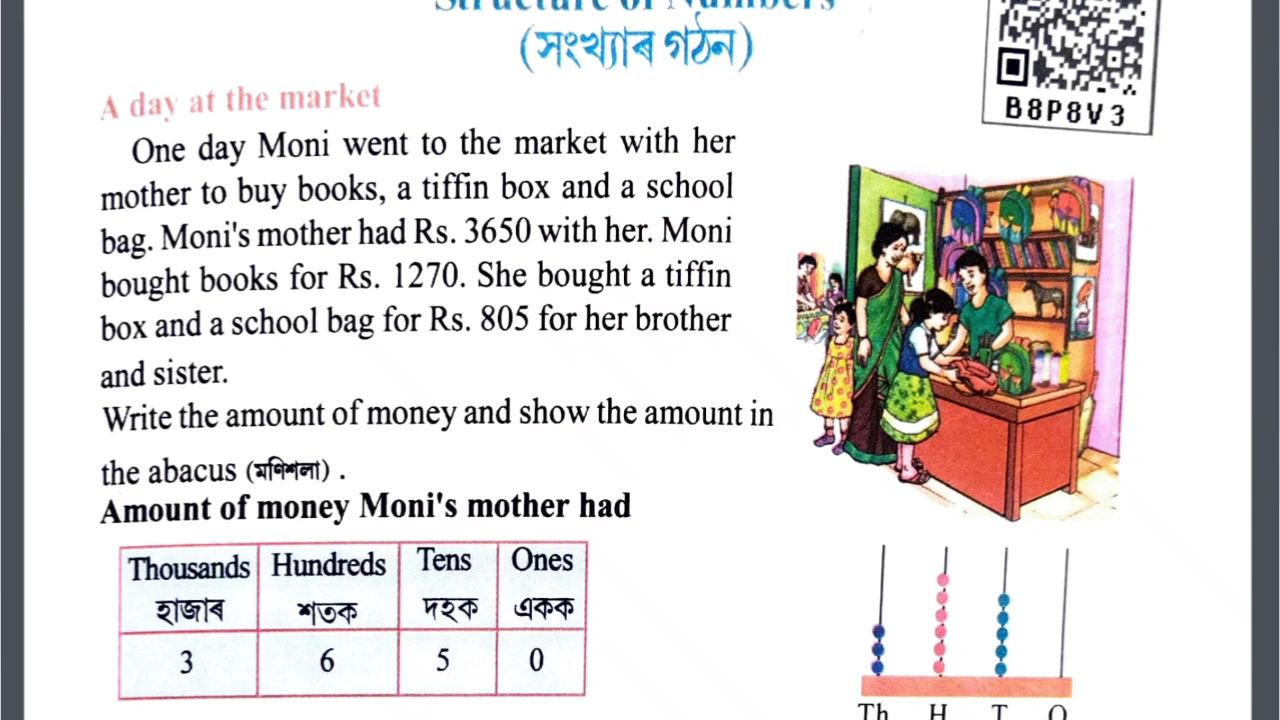 Structure of Numbers
(সংখ্যাৰ গঠন)
B8P8V3
A day at the market
One day Moni went to the market with her
mother to buy books, a tiffin box and a school
bag. Moni's mother had Rs. 3650 with her. Moni
bought books for Rs. 1270. She bought a tiffin
box and a school bag for Rs. 805 for her brother
and sister.
Write the amount of money and show the amount in
the abacus (মণিশলা) .
Amount of money Moni's mother had
Thousands Hundreds Tens Ones
হাজাৰ শতক দহক একক
3 6 5 0
Th H T O